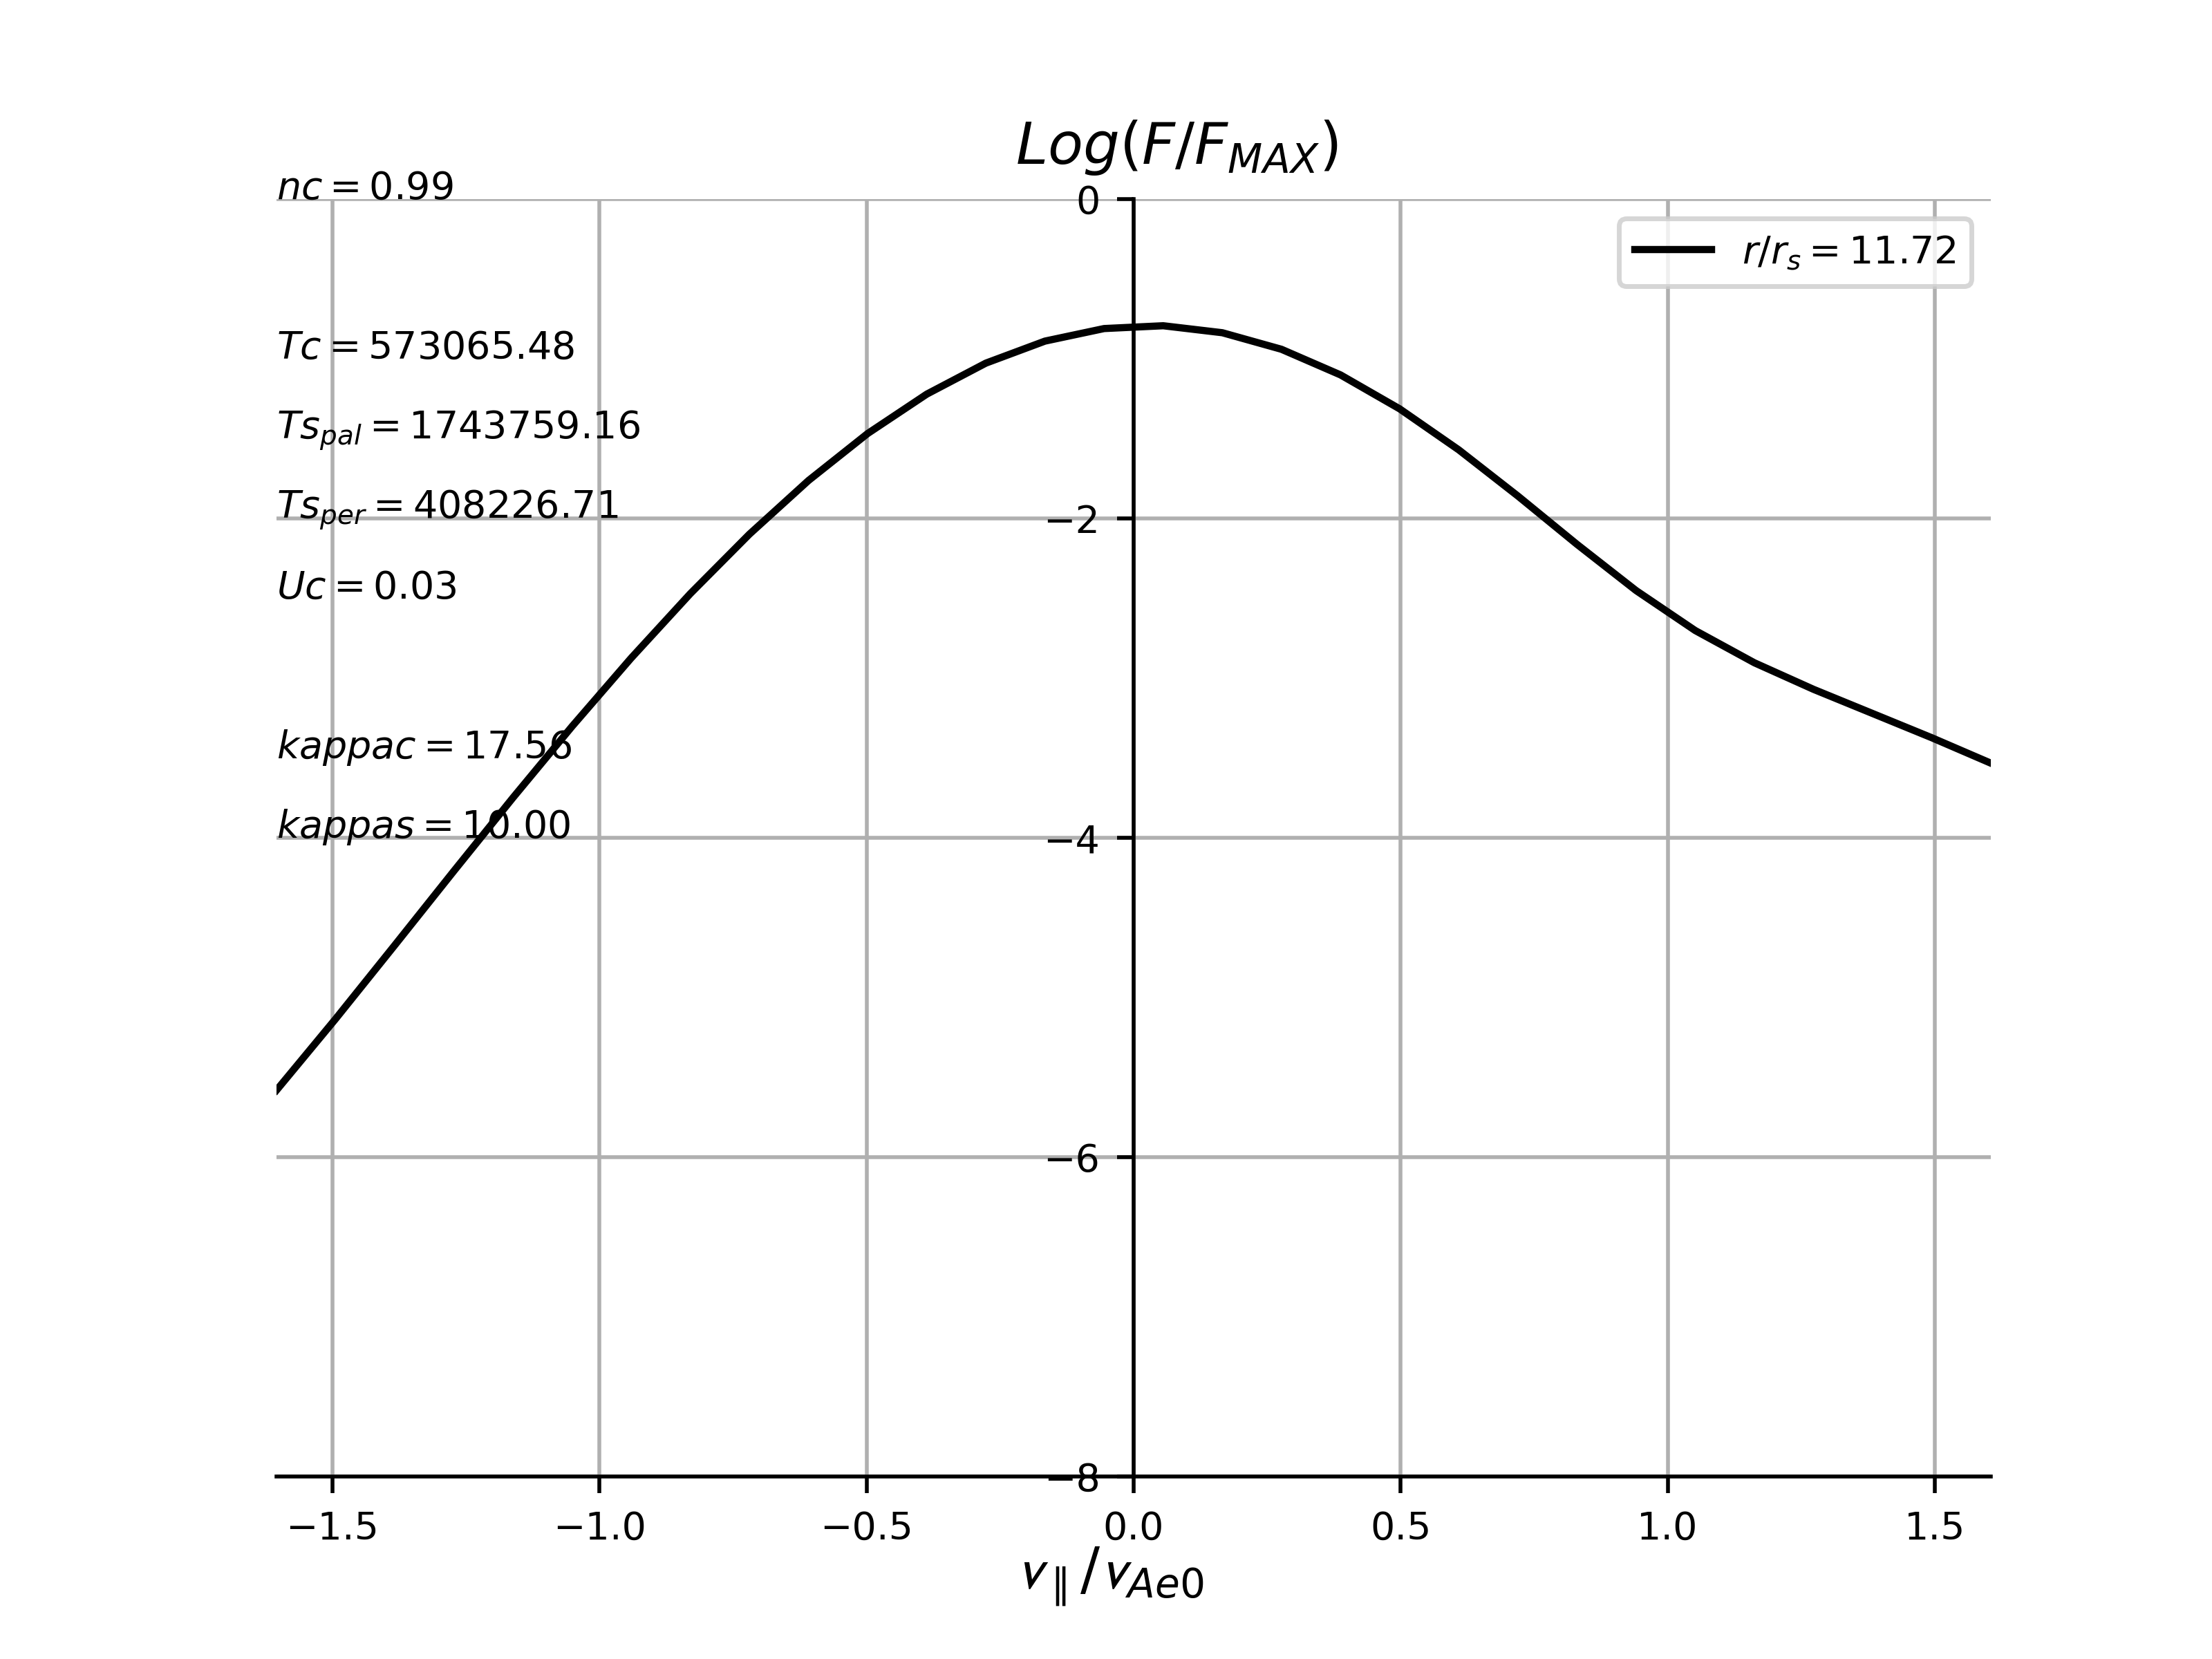 Log(F/F_MAX)
nc = 0.99
0
r/r_s = 11.72
Tc = 573065.48
Ts_pal = 1743759.16
Ts_per = 408226.71
−2
Uc = 0.03
kappac = 17.56
kappas = 10.00
−4
−6
−8
−1.5 −1.0 −0.5 0.0 0.5 1.0 1.5
v_∥/v_Ae0